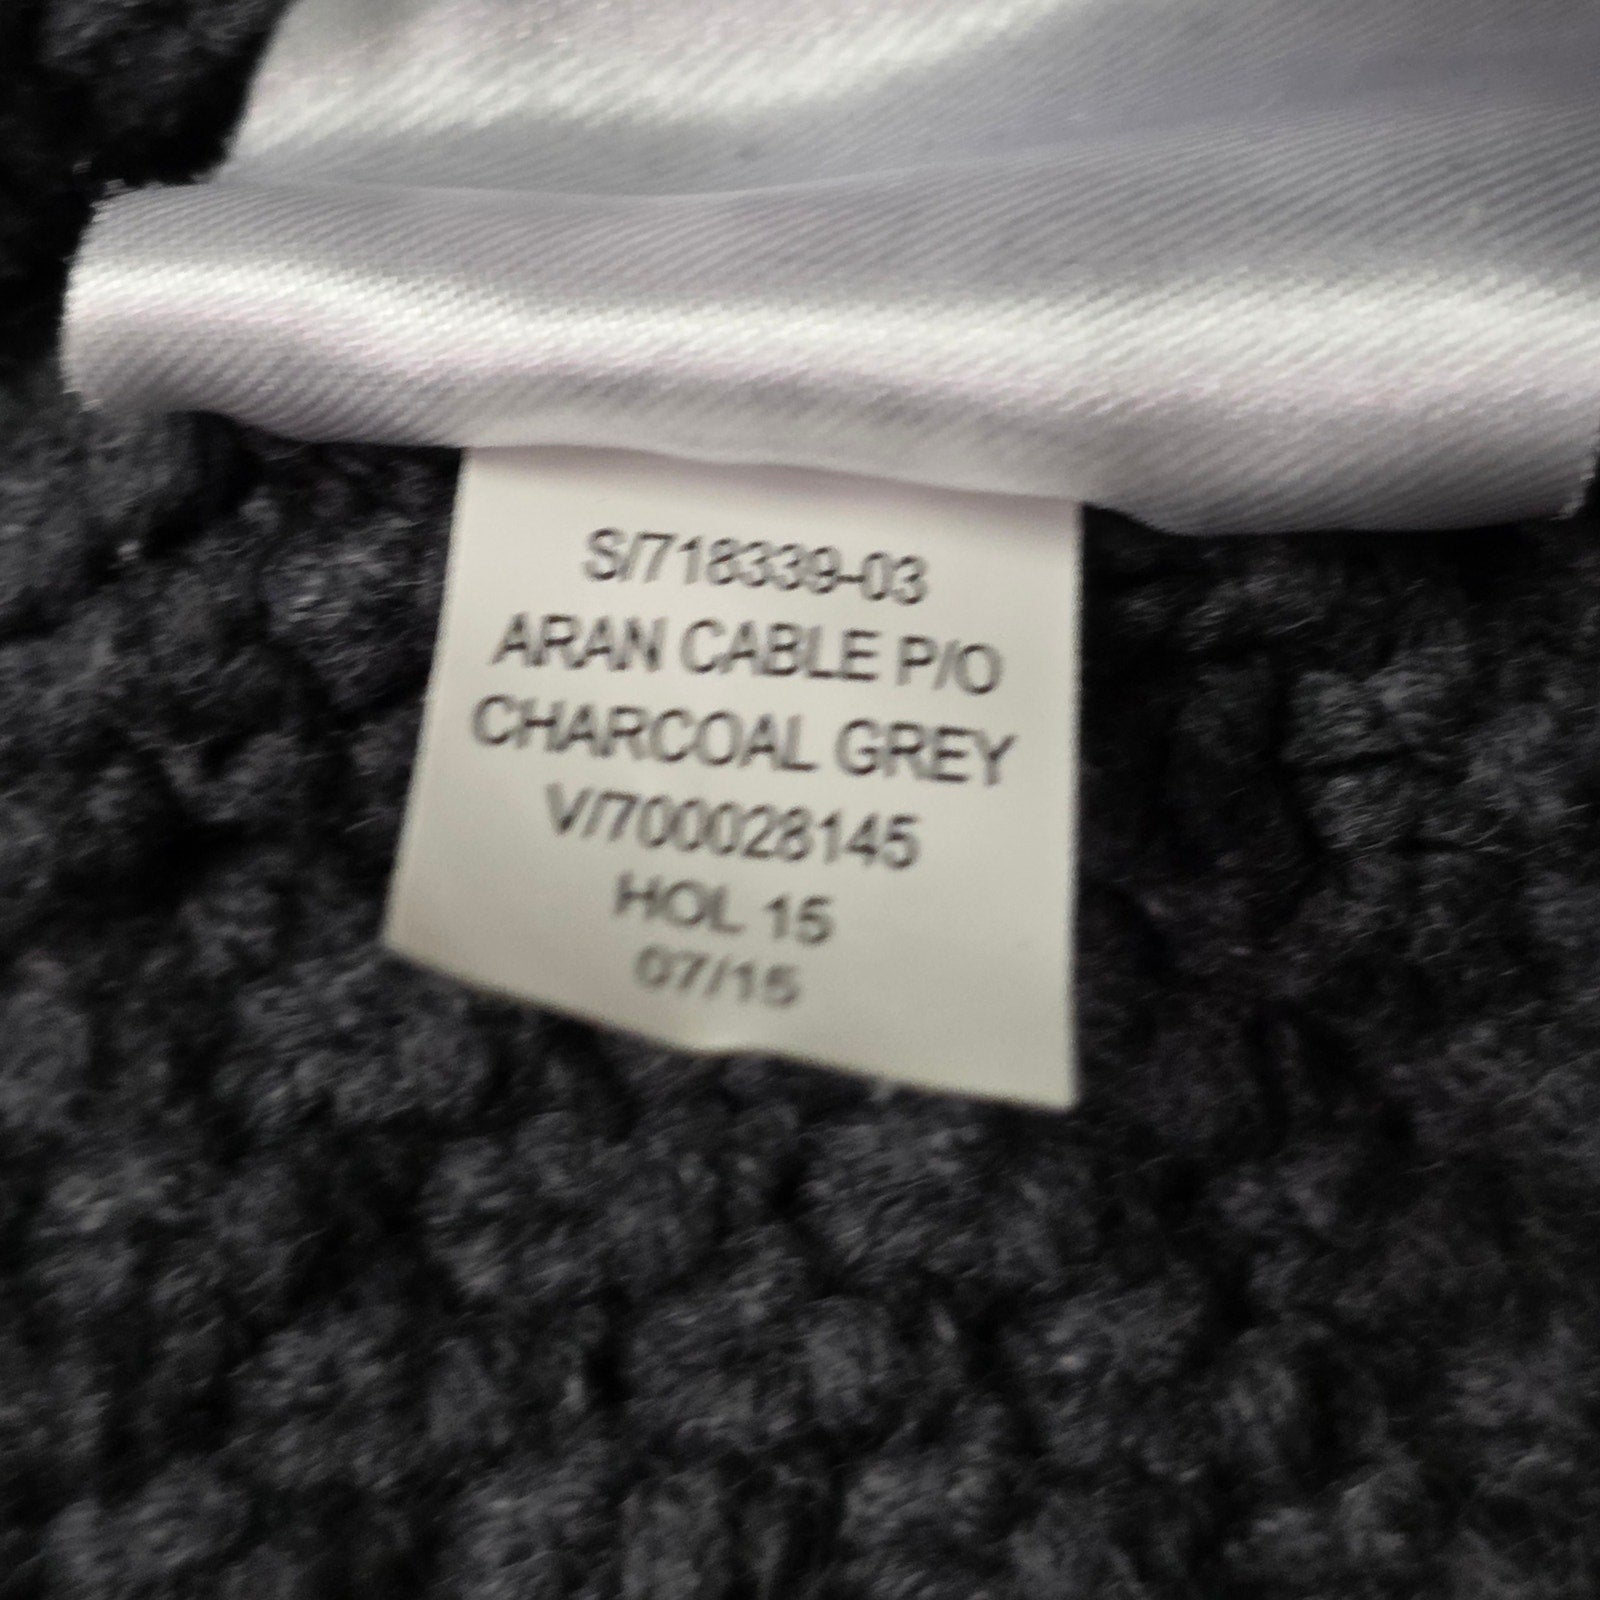 S/718339-03
ARAN CABLE P/O
CHARCOAL GREY
V/700028145
HOL 15
07/15